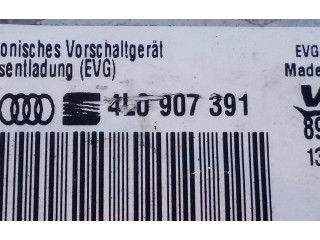 onisches Vorschaltgerät
sentladung (EVG)
4L0 907 391
EVG
Made
89
13